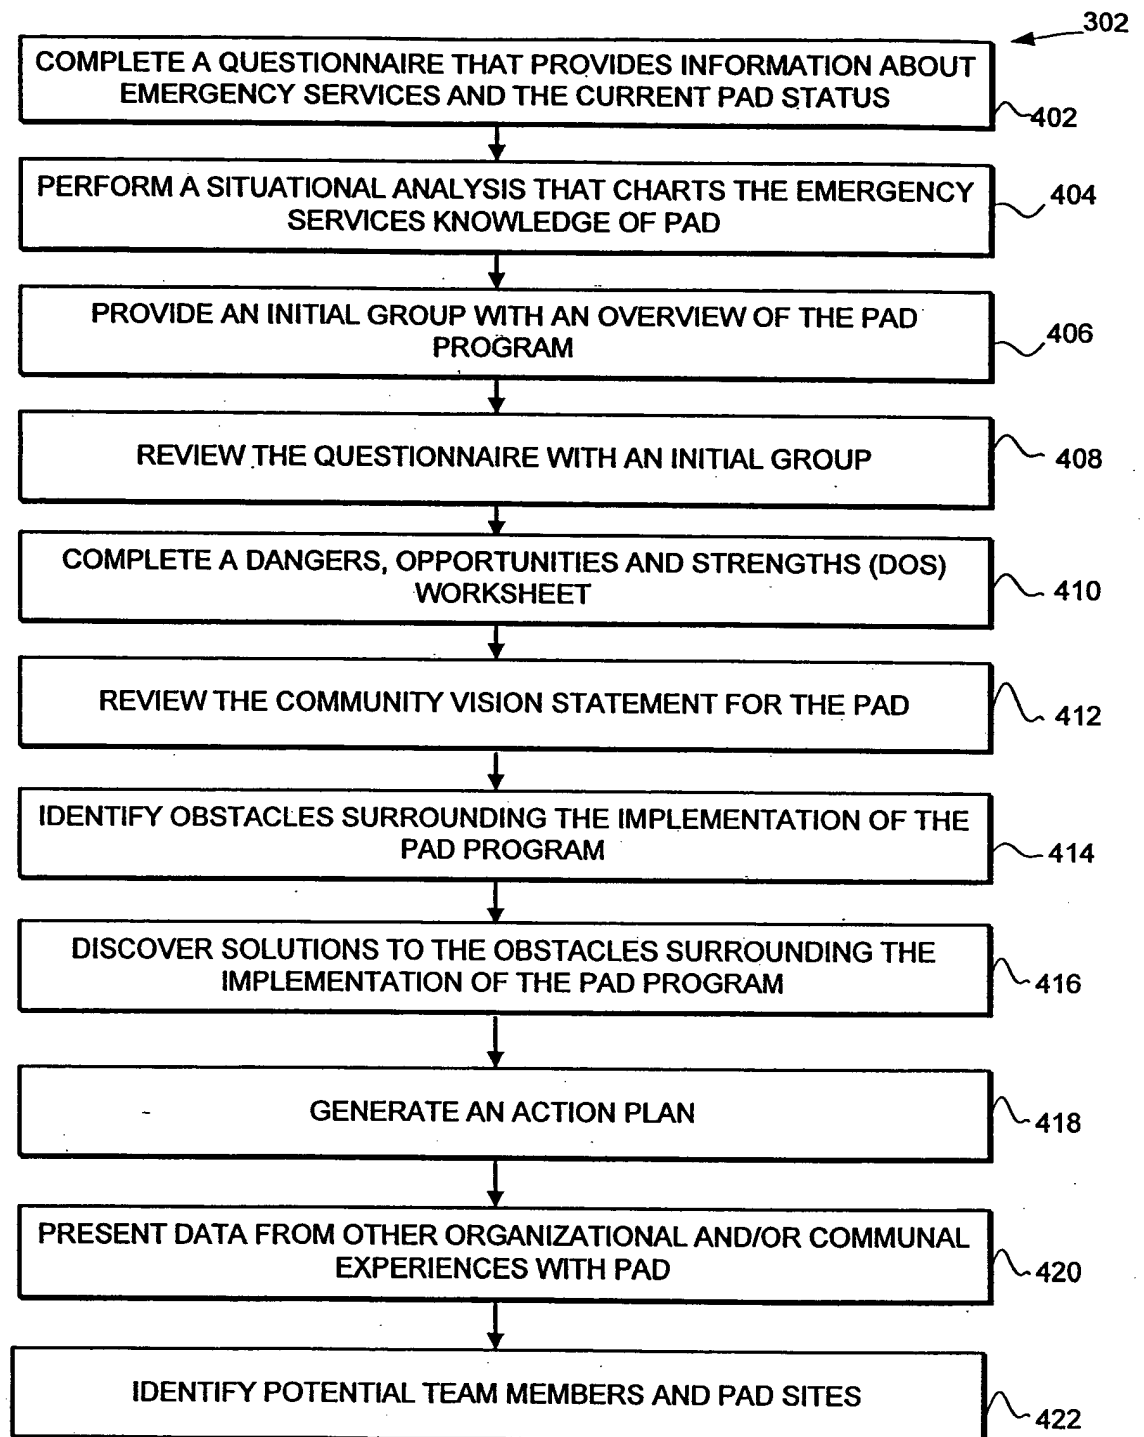 302
COMPLETE A QUESTIONNAIRE THAT PROVIDES INFORMATION ABOUT
EMERGENCY SERVICES AND THE CURRENT PAD STATUS
402
PERFORM A SITUATIONAL ANALYSIS THAT CHARTS THE EMERGENCY
SERVICES KNOWLEDGE OF PAD
404
PROVIDE AN INITIAL GROUP WITH AN OVERVIEW OF THE PAD
PROGRAM
406
REVIEW THE QUESTIONNAIRE WITH AN INITIAL GROUP
408
COMPLETE A DANGERS, OPPORTUNITIES AND STRENGTHS (DOS)
WORKSHEET
410
REVIEW THE COMMUNITY VISION STATEMENT FOR THE PAD
412
IDENTIFY OBSTACLES SURROUNDING THE IMPLEMENTATION OF THE
PAD PROGRAM
414
DISCOVER SOLUTIONS TO THE OBSTACLES SURROUNDING THE
IMPLEMENTATION OF THE PAD PROGRAM
416
GENERATE AN ACTION PLAN
418
PRESENT DATA FROM OTHER ORGANIZATIONAL AND/OR COMMUNAL
EXPERIENCES WITH PAD
420
IDENTIFY POTENTIAL TEAM MEMBERS AND PAD SITES
422